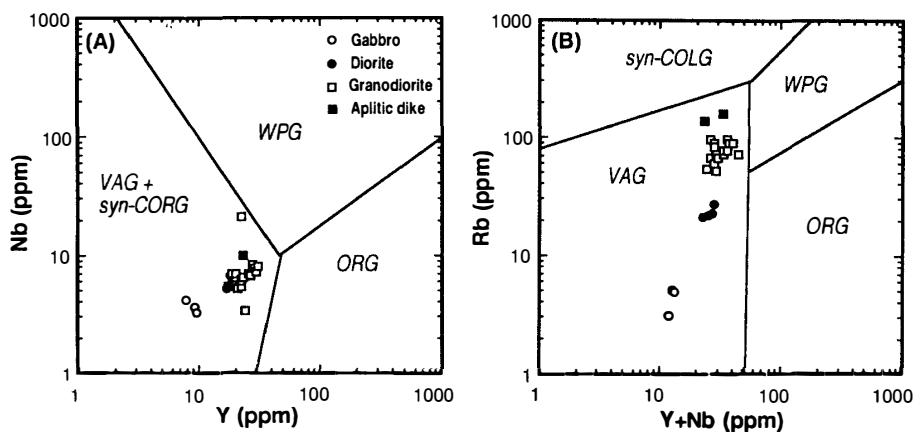 (A)
Gabbro
Diorite
Granodiorite
Aplitic dike
WPG
VAG +
syn-CORG
ORG
Nb (ppm)
1000
100
10
1
1 10 100 1000
Y (ppm)
(B)
syn-COLG
WPG
VAG
ORG
Rb (ppm)
1000
100
10
1
1 10 100 1000
Y+Nb (ppm)